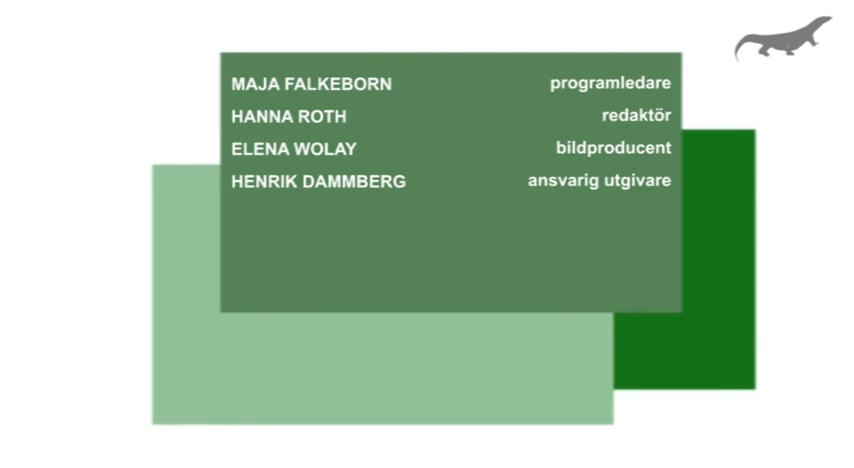 MAJA FALKEBORN programledare
HANNA ROTH redaktör
ELENA WOLAY bildproducent
HENRIK DAMMBERG ansvarig utgivare